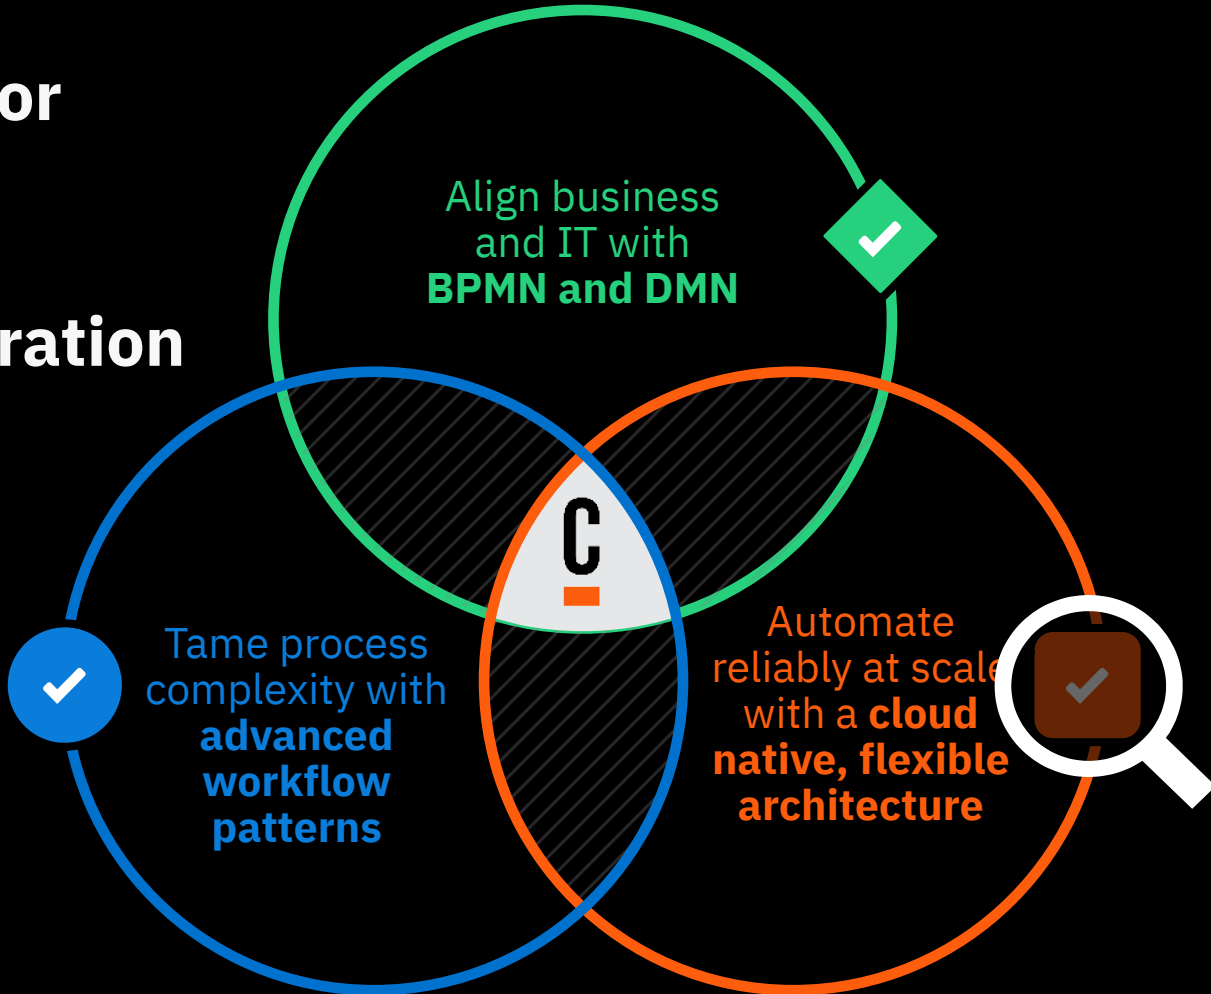 or
ration
Align business
and IT with
BPMN and DMN
C
Tame process
complexity with
advanced
workflow
patterns
Automate
reliably at scale
with a cloud
native, flexible
architecture